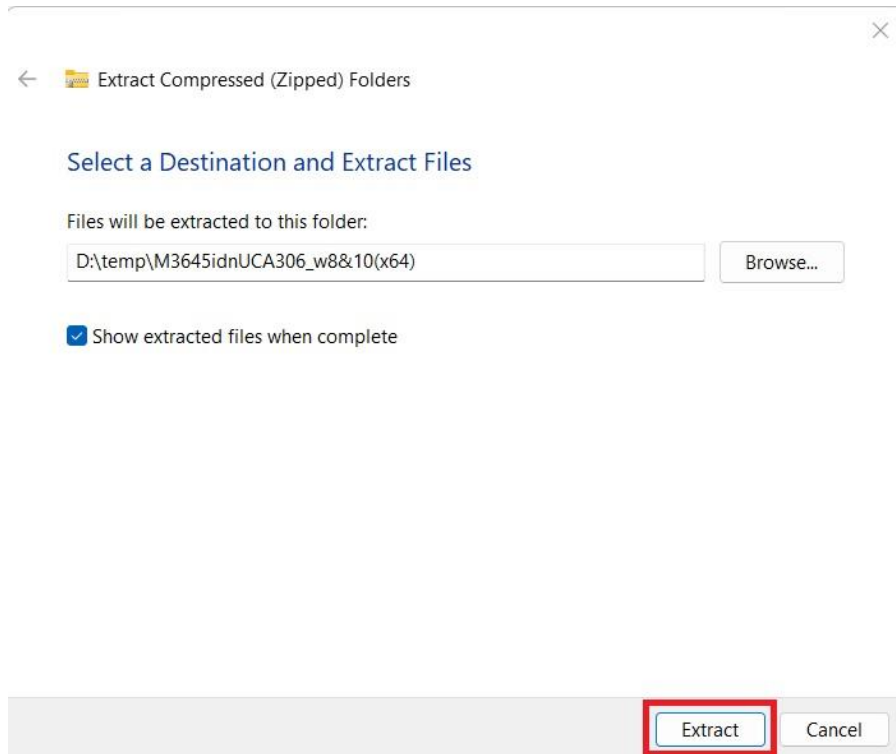 Extract Compressed (Zipped) Folders
Select a Destination and Extract Files
Files will be extracted to this folder:
D:\temp\M3645idnUCA306_w8&10(x64)
Browse...
Show extracted files when complete
Extract
Cancel